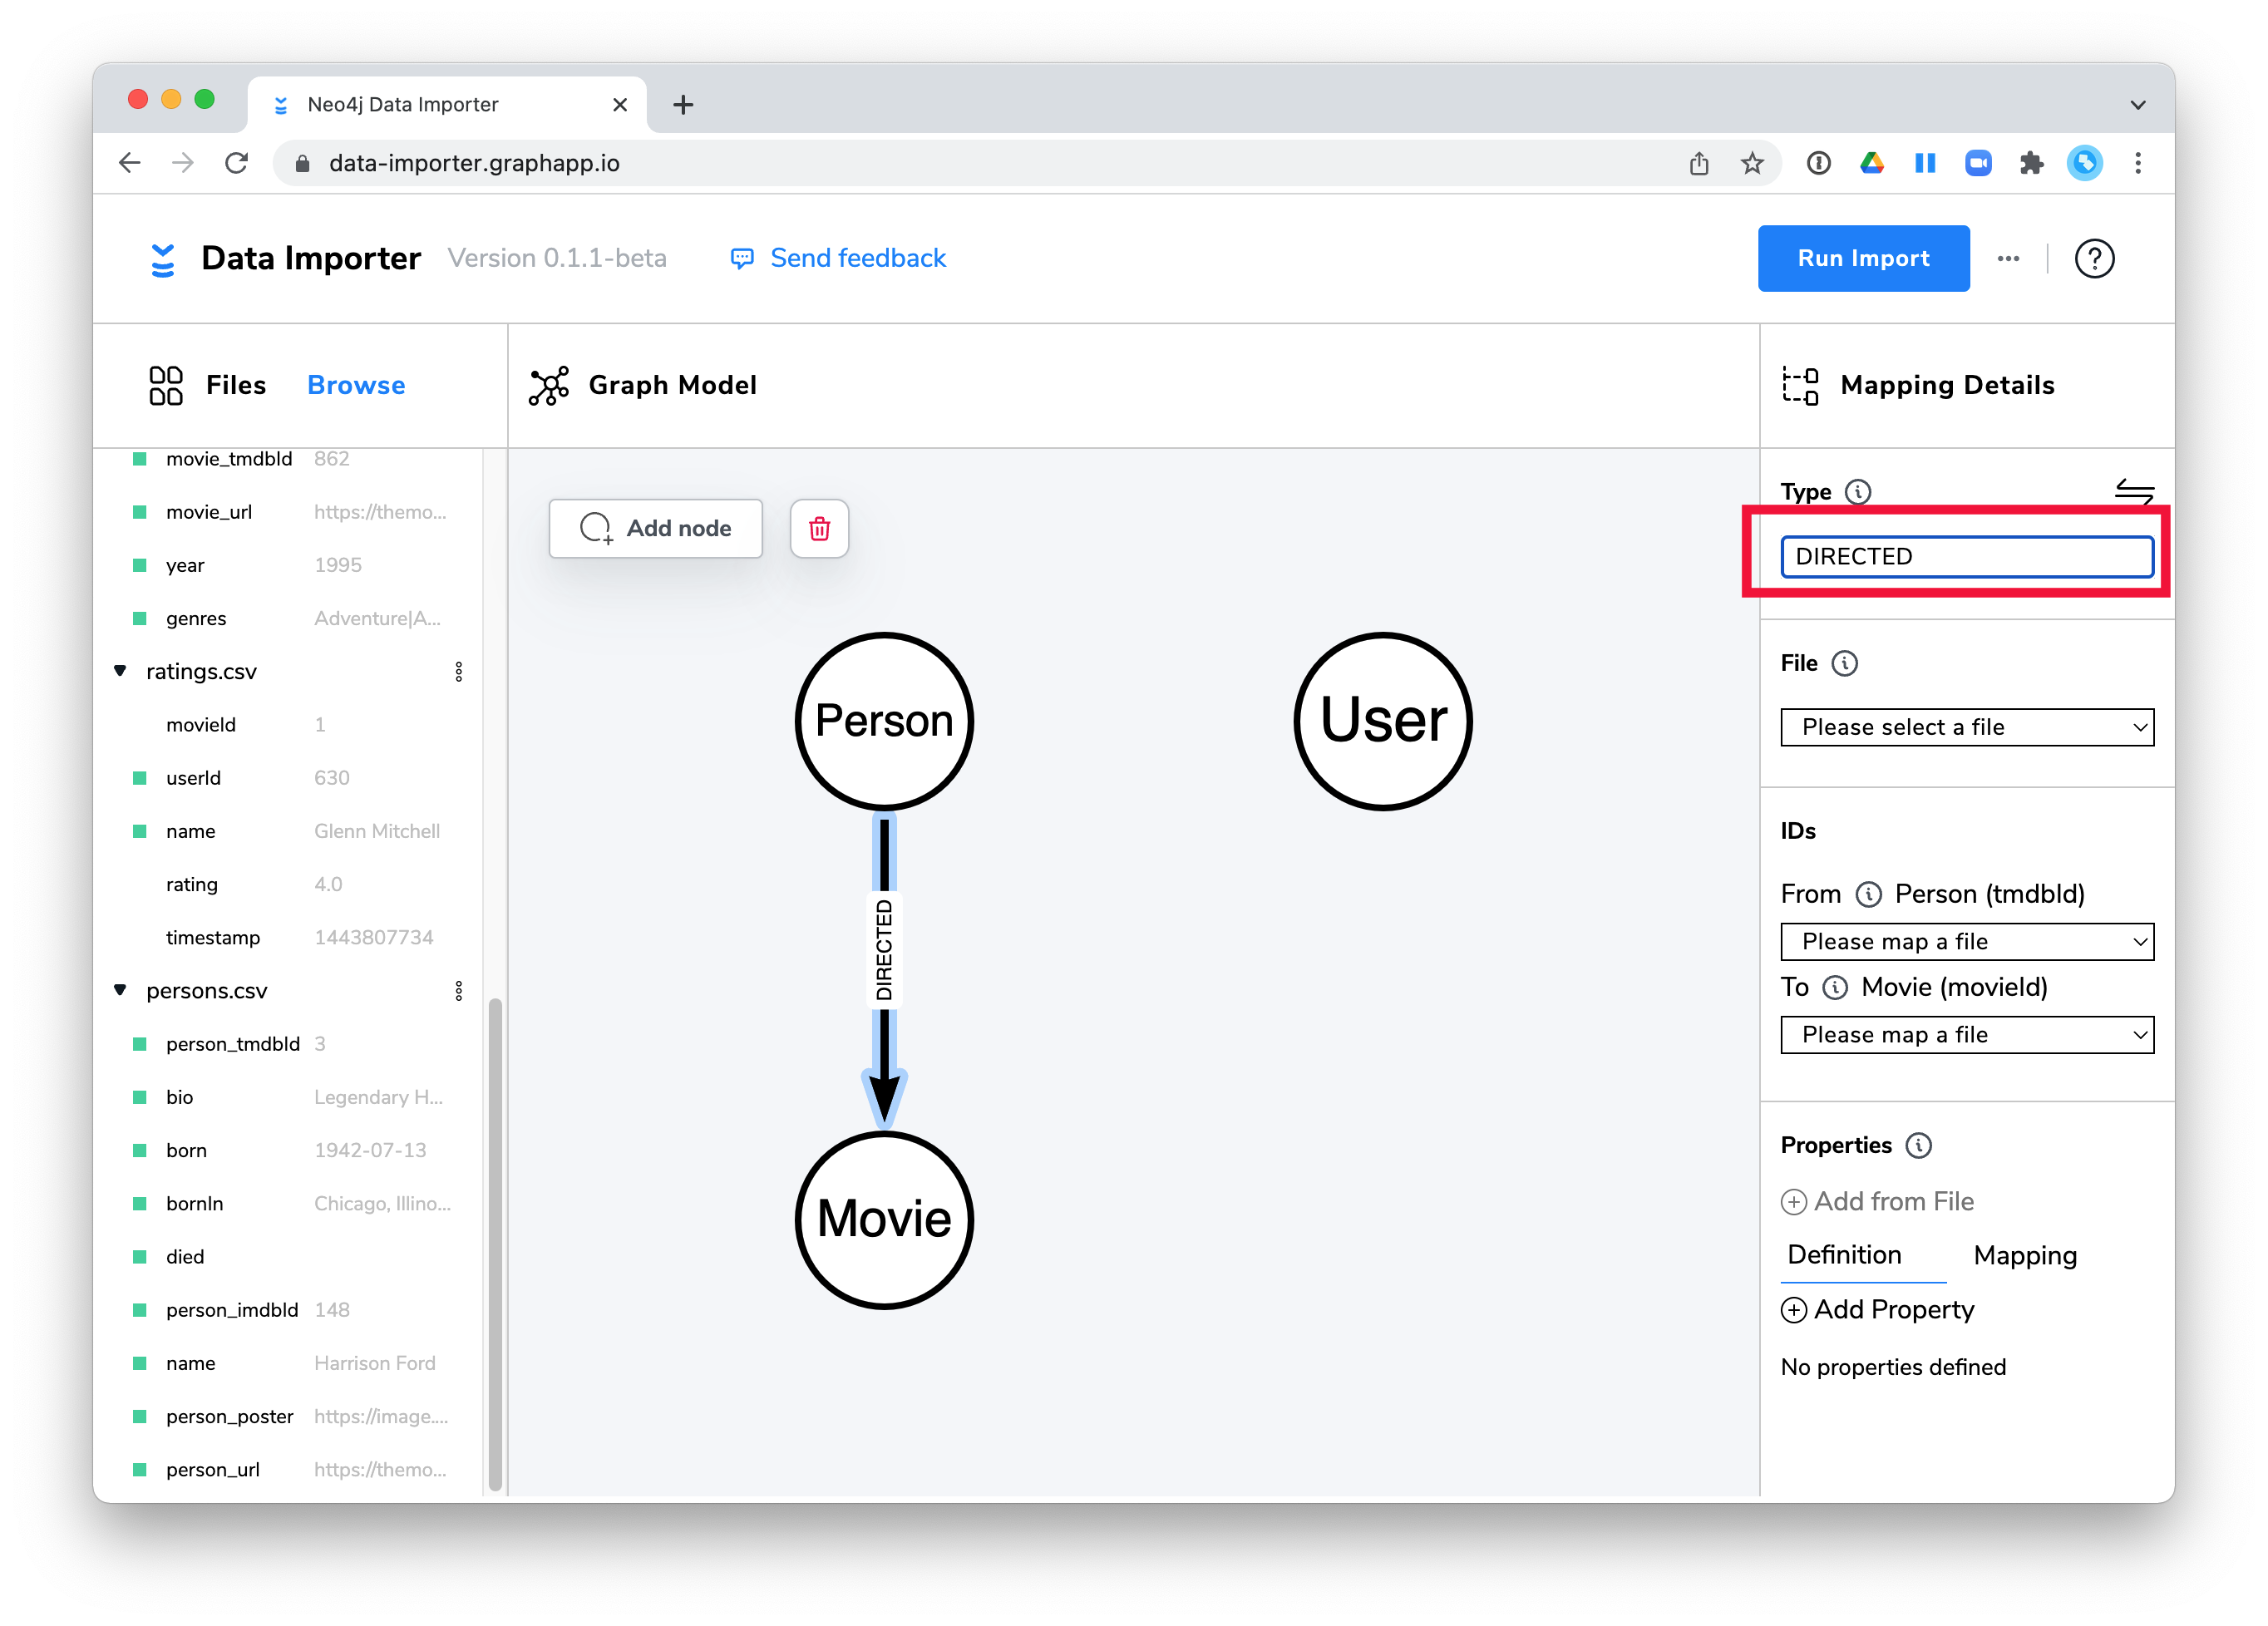 Neo4j Data Importer
data-importer.graphapp.io
Data Importer Version 0.1.1-beta Send feedback
Run Import
Files Browse
Graph Model
Mapping Details
movie_tmdbId 862
movie_url https://themo...
year 1995
genres Adventure|A...
ratings.csv
movieId 1
userId 630
name Glenn Mitchell
rating 4.0
timestamp 1443807734
persons.csv
person_tmdbId 3
bio Legendary H...
born 1942-07-13
bornIn Chicago, Illino...
died
person_imdbId 148
name Harrison Ford
person_poster https://image....
person_url https://themo...
Add node
Person
User
DIRECTED
Movie
Type
DIRECTED
File
Please select a file
IDs
From Person (tmdbId)
Please map a file
To Movie (movieId)
Please map a file
Properties
Add from File
Definition Mapping
Add Property
No properties defined